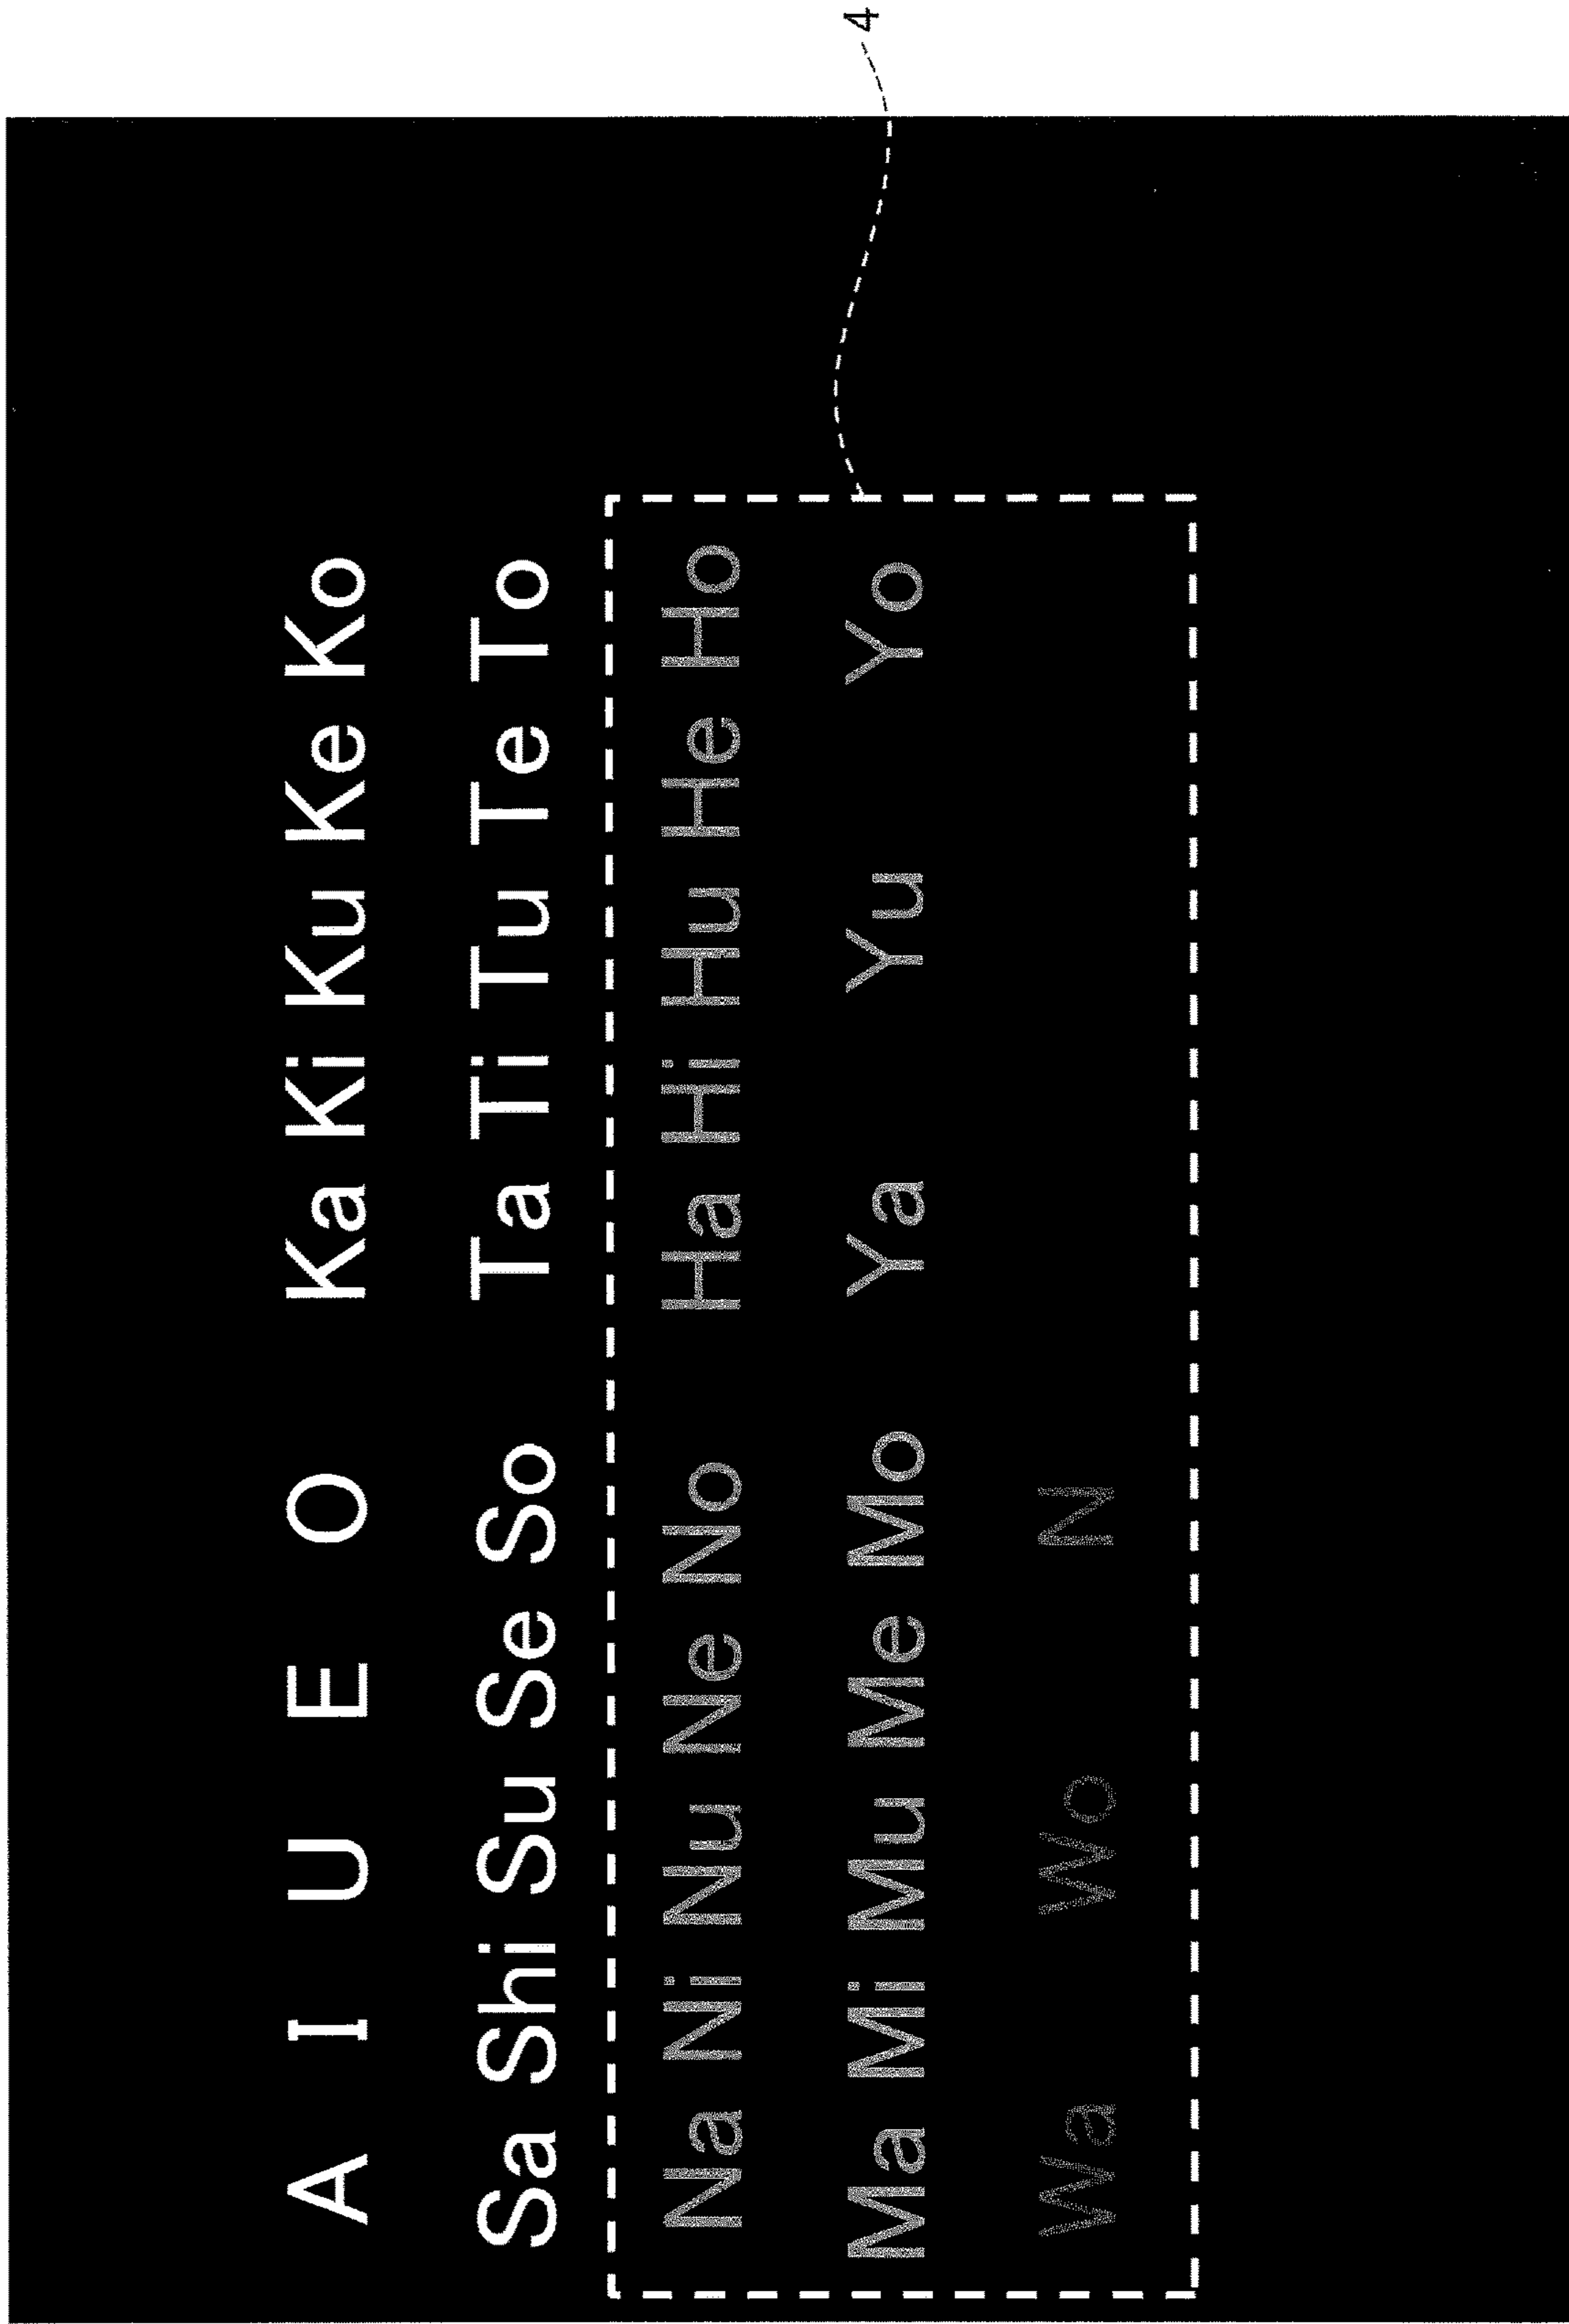 A I U E O Ka Ki Ku Ke Ko
Sa Shi Su Se So Ta Ti Tu Te To
Na Ni Nu Ne No Ha Hi Hu He Ho
Ma Mi Mu Me Mo Ya Yu Yo
Wa Wo N
4